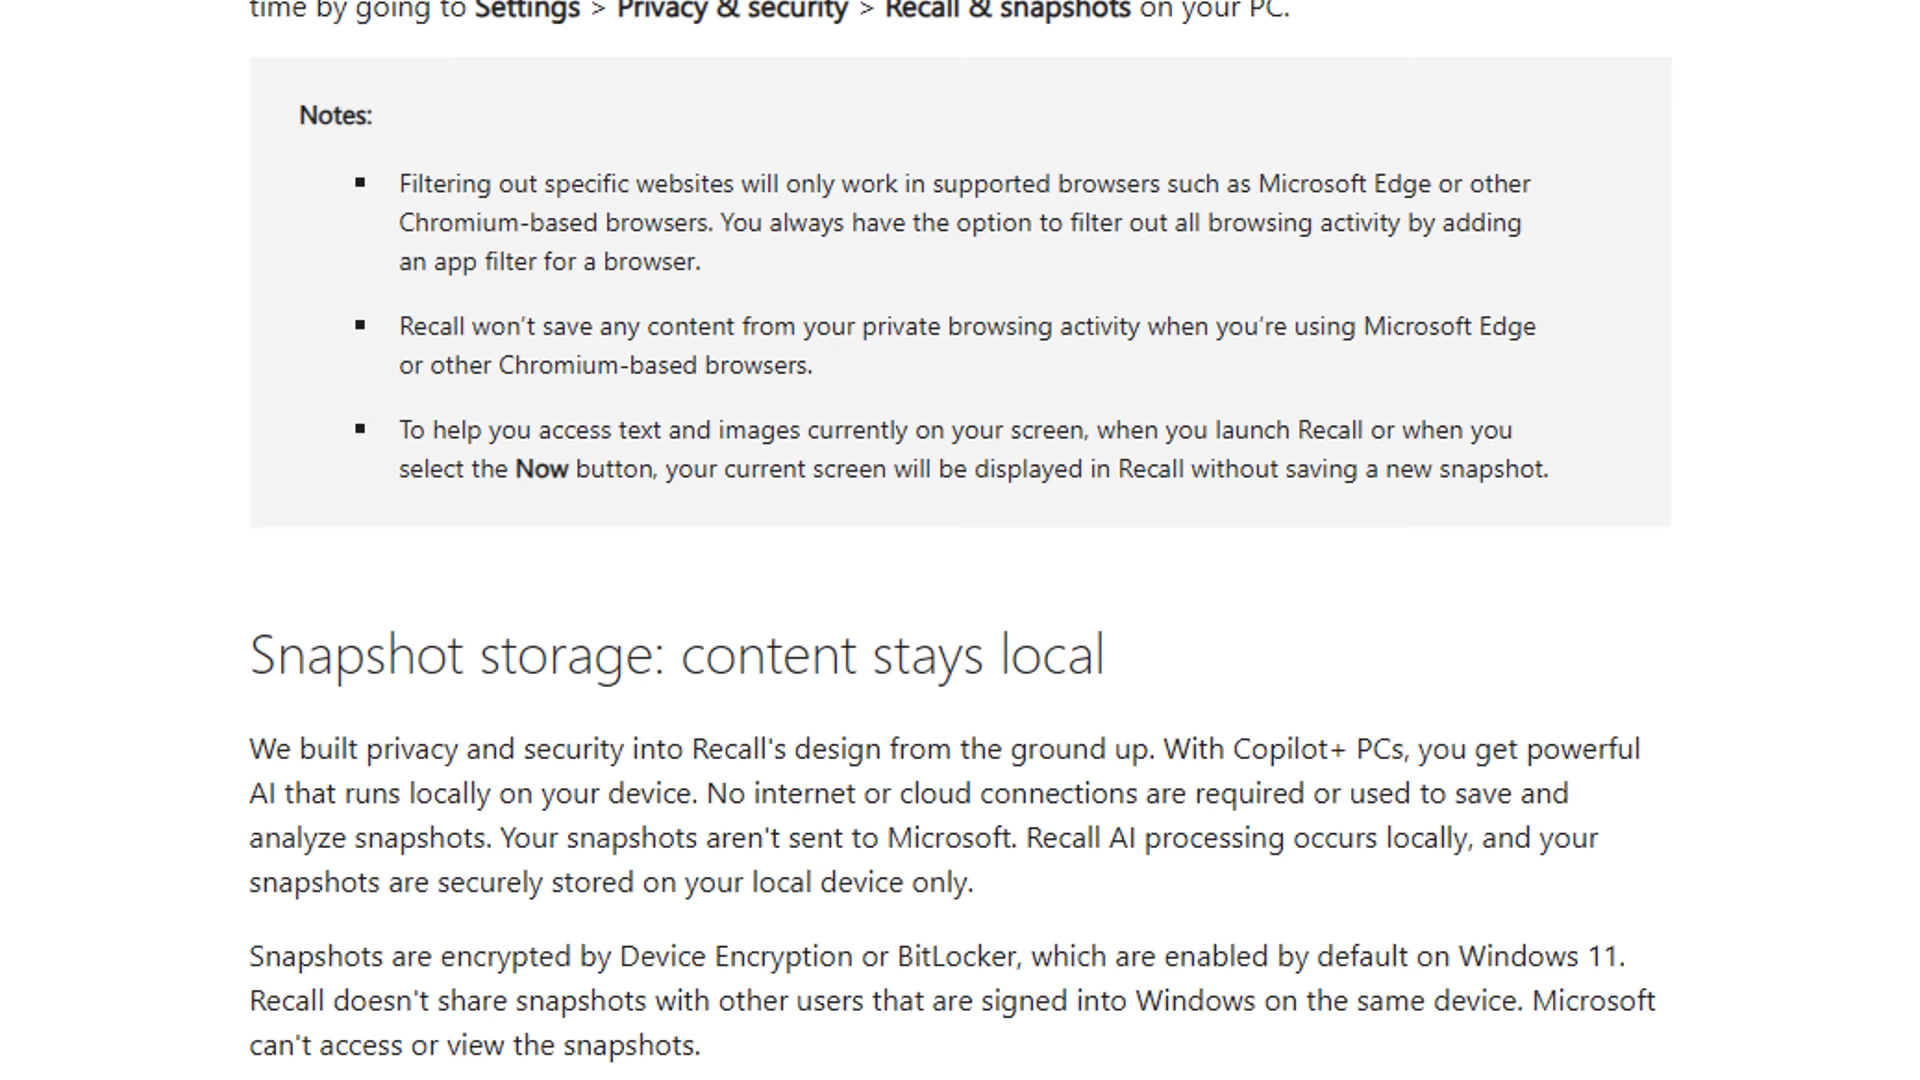 time by going to Settings > Privacy & security > Recall & snapshots on your PC.
Notes:
▪ Filtering out specific websites will only work in supported browsers such as Microsoft Edge or other
Chromium-based browsers. You always have the option to filter out all browsing activity by adding
an app filter for a browser.
▪ Recall won’t save any content from your private browsing activity when you’re using Microsoft Edge
or other Chromium-based browsers.
▪ To help you access text and images currently on your screen, when you launch Recall or when you
select the Now button, your current screen will be displayed in Recall without saving a new snapshot.
Snapshot storage: content stays local
We built privacy and security into Recall's design from the ground up. With Copilot+ PCs, you get powerful
AI that runs locally on your device. No internet or cloud connections are required or used to save and
analyze snapshots. Your snapshots aren't sent to Microsoft. Recall AI processing occurs locally, and your
snapshots are securely stored on your local device only.
Snapshots are encrypted by Device Encryption or BitLocker, which are enabled by default on Windows 11.
Recall doesn't share snapshots with other users that are signed into Windows on the same device. Microsoft
can't access or view the snapshots.